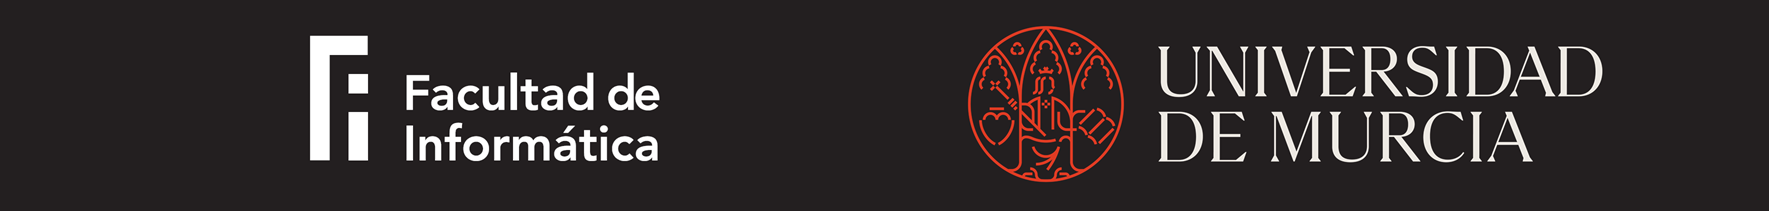 Facultad de
Informática
UNIVERSIDAD
DE MURCIA